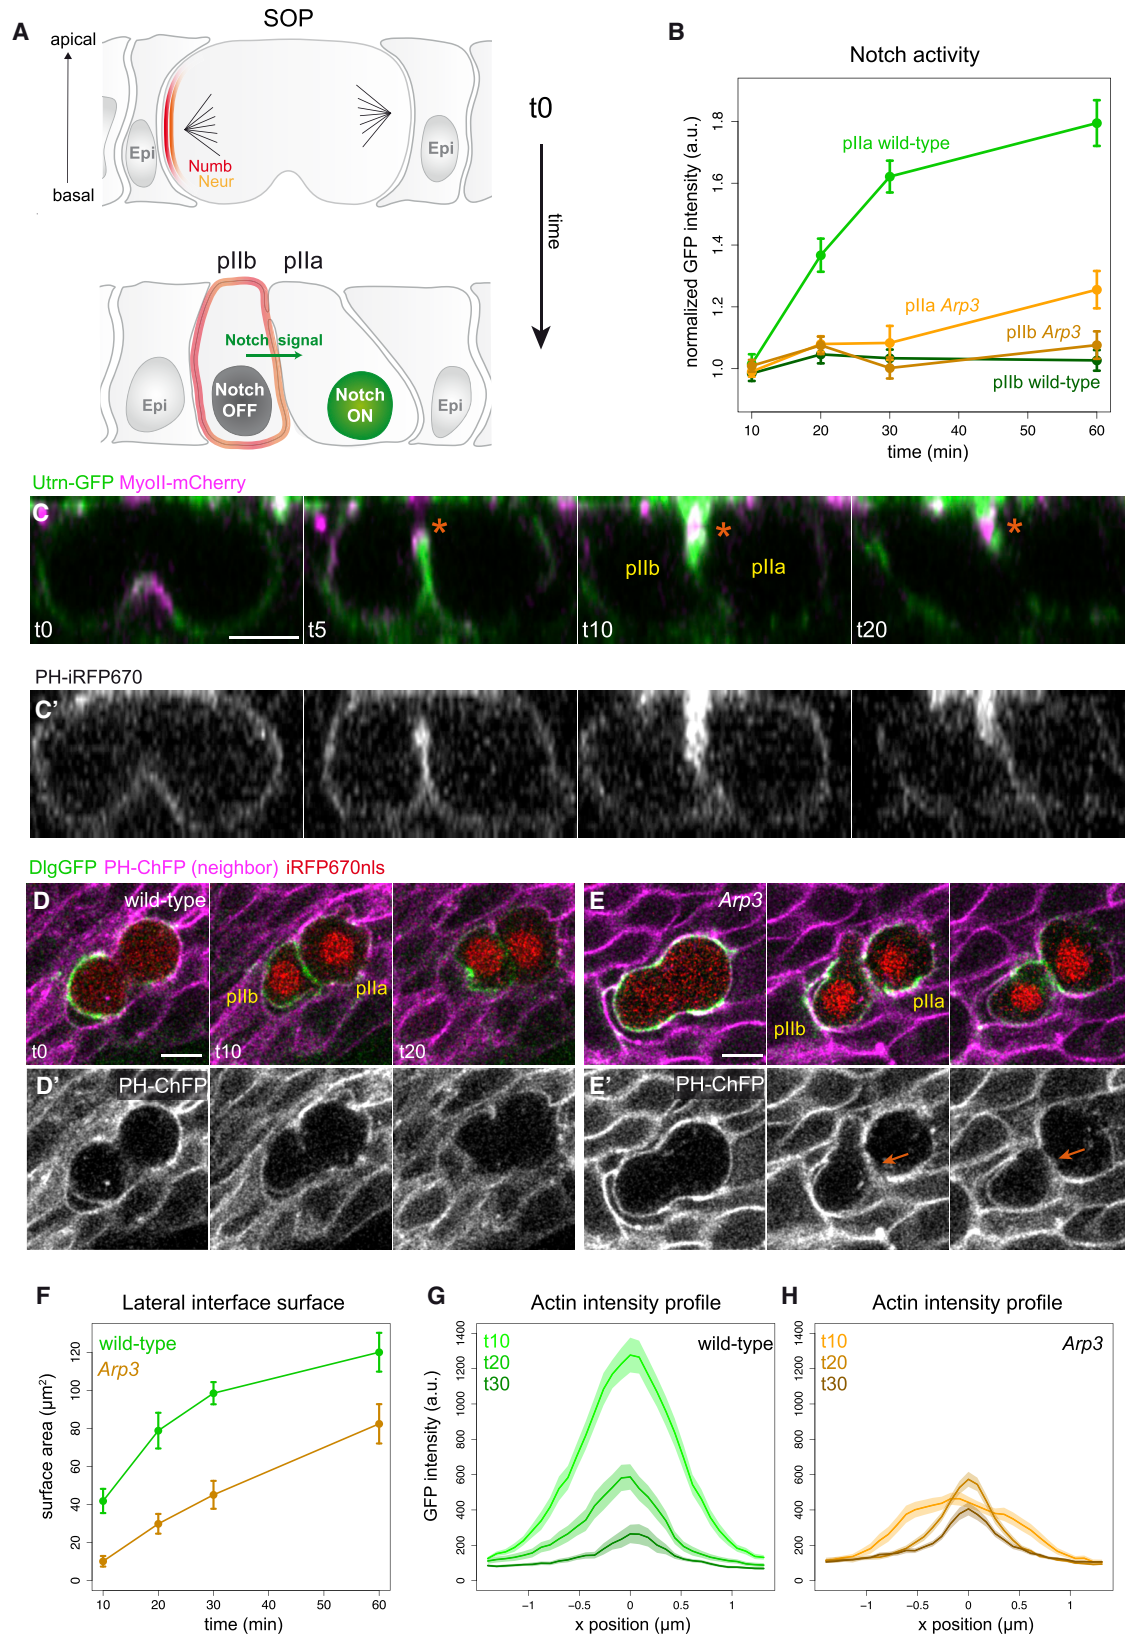 A
SOP
apical
basal
Epi
Epi
Numb
Neur
t0
time
pIIb
pIIa
Notch signal
Epi
Notch
OFF
Notch
ON
Epi
B
Notch activity
normalized GFP intensity (a.u.)
1.8
1.6
1.4
1.2
1.0
pIIa wild-type
pIIa Arp3
pIIb Arp3
pIIb wild-type
10 20 30 40 50 60
time (min)
Utrn-GFP MyoII-mCherry
C
t0
*
t5
*
pIIb
pIIa
t10
*
t20
PH-iRFP670
C'
DlgGFP PH-ChFP (neighbor) iRFP670nls
D
wild-type
t0
pIIb
pIIa
t10
t20
E
Arp3
pIIb
pIIa
D'
PH-ChFP
E'
PH-ChFP
F
Lateral interface surface
surface area (µm²)
wild-type
Arp3
120
100
80
60
40
20
0
10 20 30 40 50 60
time (min)
G
Actin intensity profile
GFP intensity (a.u.)
t10
t20
t30
wild-type
1400
1200
1000
800
600
400
200
0
−1 −0.5 0 0.5 1
x position (µm)
H
Actin intensity profile
t10
t20
t30
Arp3
1400
1200
1000
800
600
400
200
0
−1 −0.5 0 0.5 1
x position (µm)